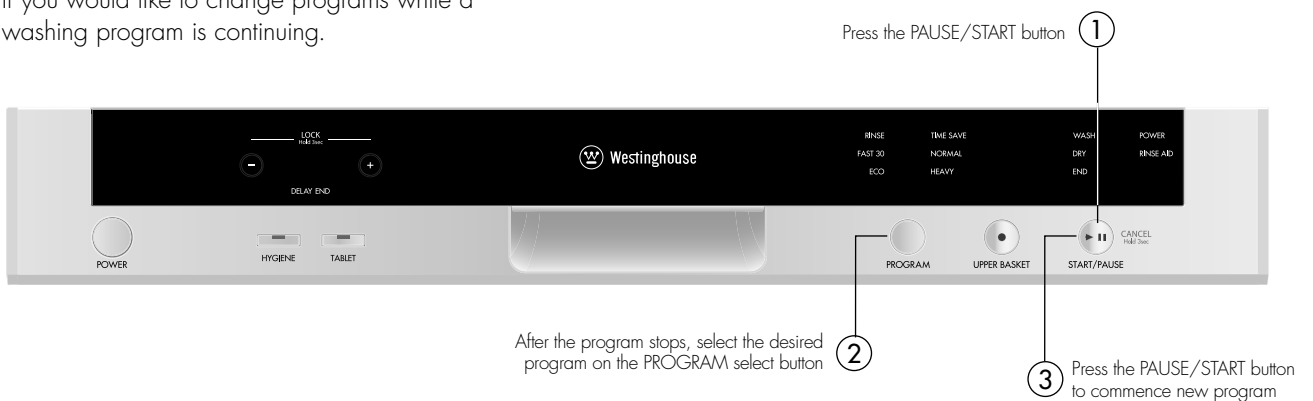 If you would like to change programs while a
washing program is continuing.
Press the PAUSE/START button 1
LOCK
Hold 3sec
- +
DELAY END
Westinghouse
RINSE TIME SAVE WASH POWER
FAST 30 NORMAL DRY RINSE AID
ECO HEAVY END
CANCEL
Hold 3sec
POWER HYGIENE TABLET PROGRAM UPPER BASKET START/PAUSE
After the program stops, select the desired
program on the PROGRAM select button
2
3
Press the PAUSE/START button
to commence new program